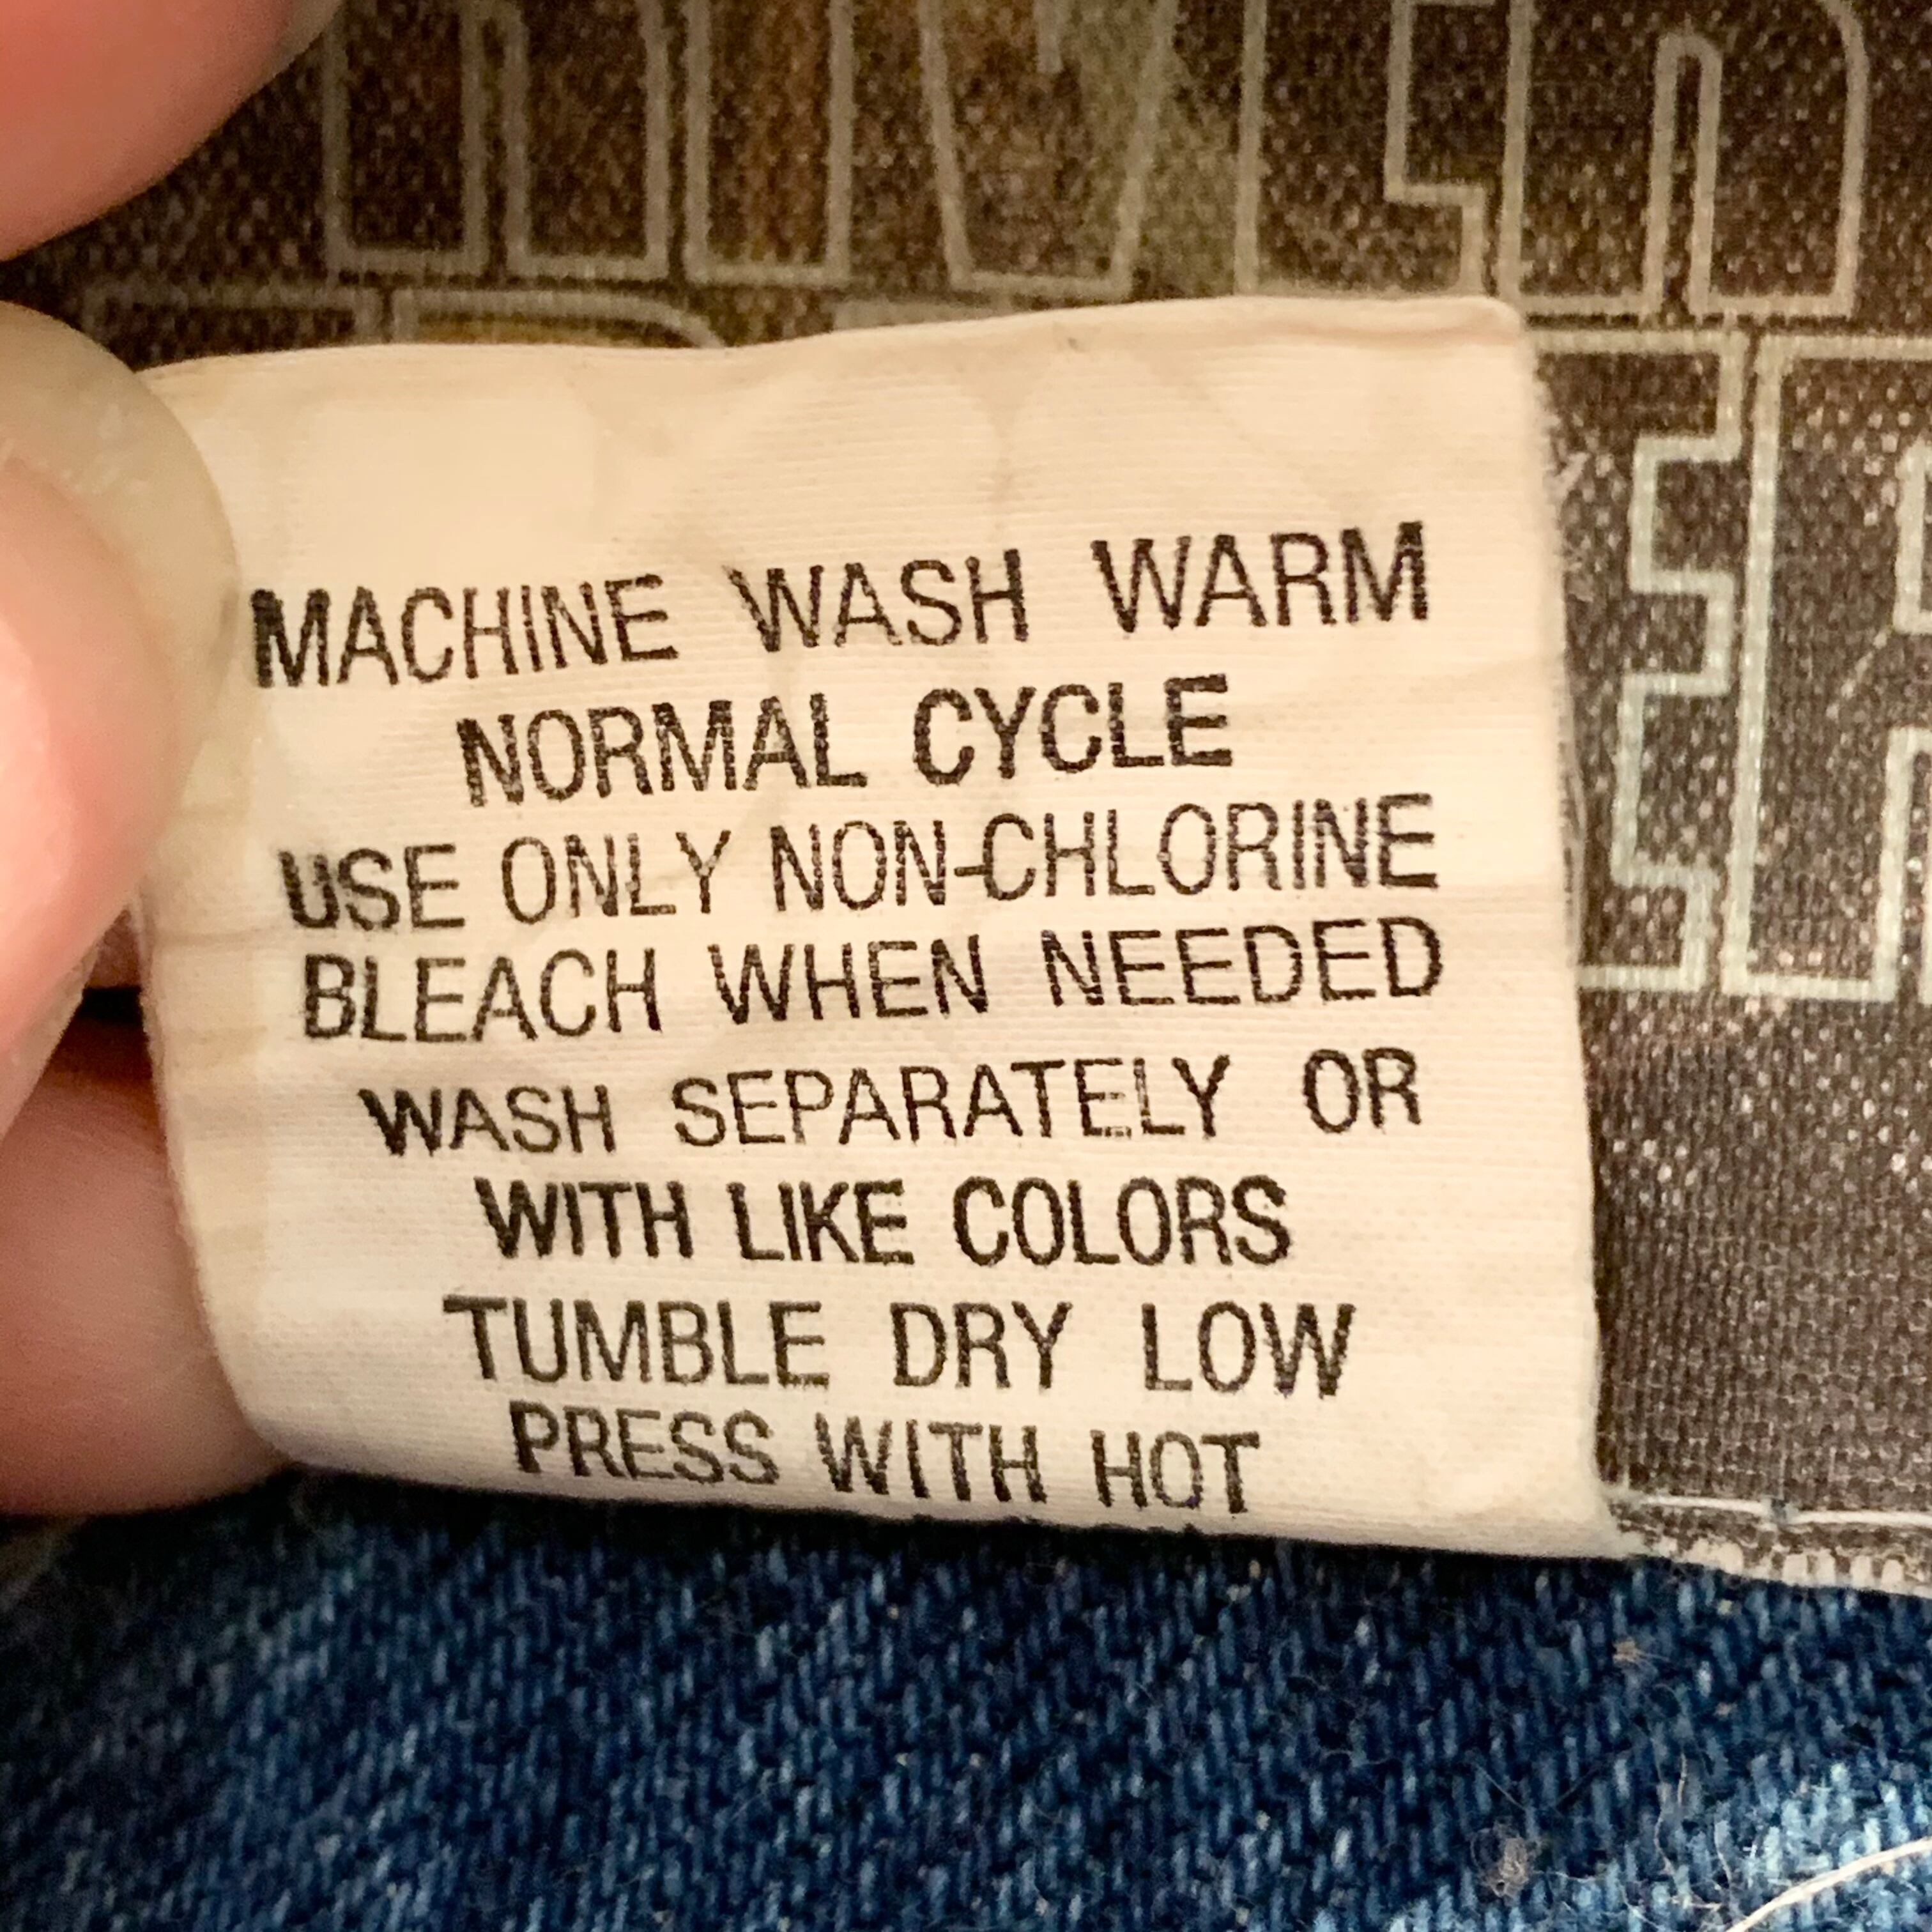 MACHINE WASH WARM
NORMAL CYCLE
USE ONLY NON-CHLORINE
BLEACH WHEN NEEDED
WASH SEPARATELY OR
WITH LIKE COLORS
TUMBLE DRY LOW
PRESS WITH HOT